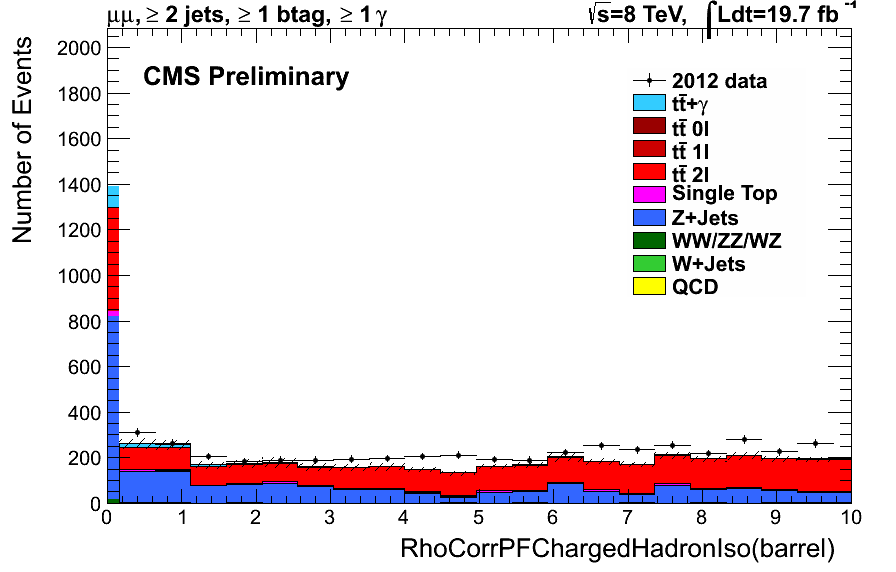 μμ, ≥ 2 jets, ≥ 1 btag, ≥ 1 γ
√s=8 TeV, ∫Ldt=19.7 fb⁻¹
Number of Events
CMS Preliminary
2012 data
tt̄+γ
tt̄ 0l
tt̄ 1l
tt̄ 2l
Single Top
Z+Jets
WW/ZZ/WZ
W+Jets
QCD
2000
1800
1600
1400
1200
1000
800
600
400
200
0
0 1 2 3 4 5 6 7 8 9 10
RhoCorrPFChargedHadronIso(barrel)